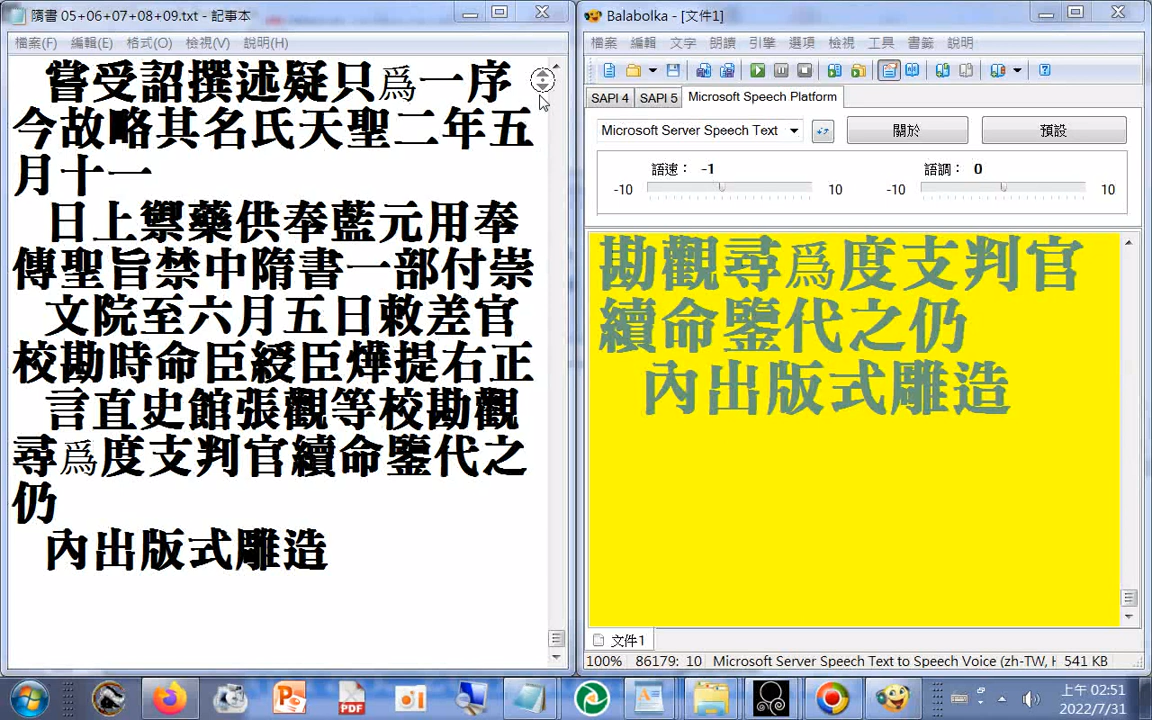 隋書 05+06+07+08+09.txt - 記事本
檔案(F) 編輯(E) 格式(O) 檢視(V) 說明(H)
嘗受詔撰述疑只爲一序
今故略其名氏天聖二年五
月十一
日上禦藥供奉藍元用奉
傳聖旨禁中隋書一部付崇
文院至六月五日敕差官
校勘時命臣綬臣燁提右正
言直史館張觀等校勘觀
尋爲度支判官續命鑒代之
仍
內出版式雕造
Balabolka - [文件1]
檔案 編輯 文字 朗讀 引擎 選項 檢視 工具 書籤 說明
SAPI 4 SAPI 5 Microsoft Speech Platform
Microsoft Server Speech Text 關於 預設
語速： -1 語調： 0
-10 10 -10 10
勘觀尋爲度支判官
續命鑒代之仍
內出版式雕造
文件1
100% 86179: 10 Microsoft Server Speech Text to Speech Voice (zh-TW, H 541 KB
上午 02:51
2022/7/31